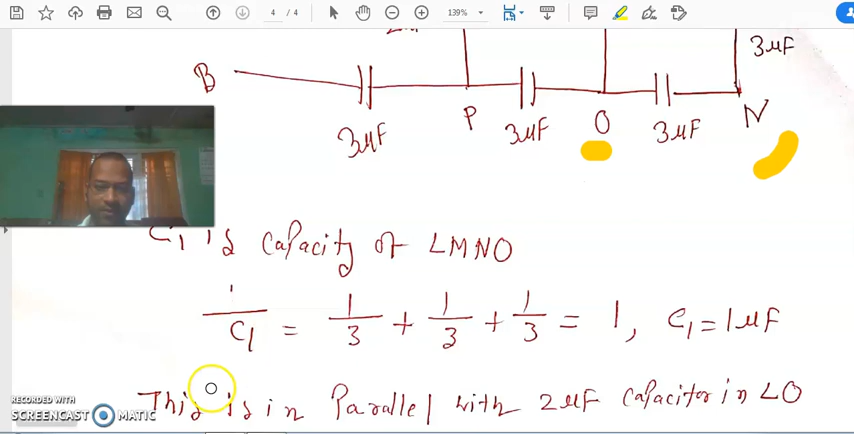 4 / 4
139%
3µF
B
P
O
N
3µF
3µF
3µF
C₁ is capacity of LMNO
1/C₁ = 1/3 + 1/3 + 1/3 = 1, C₁ = 1µF
This is in Parallel with 2µF capacitor in LO
RECORDED WITH
SCREENCAST MATIC